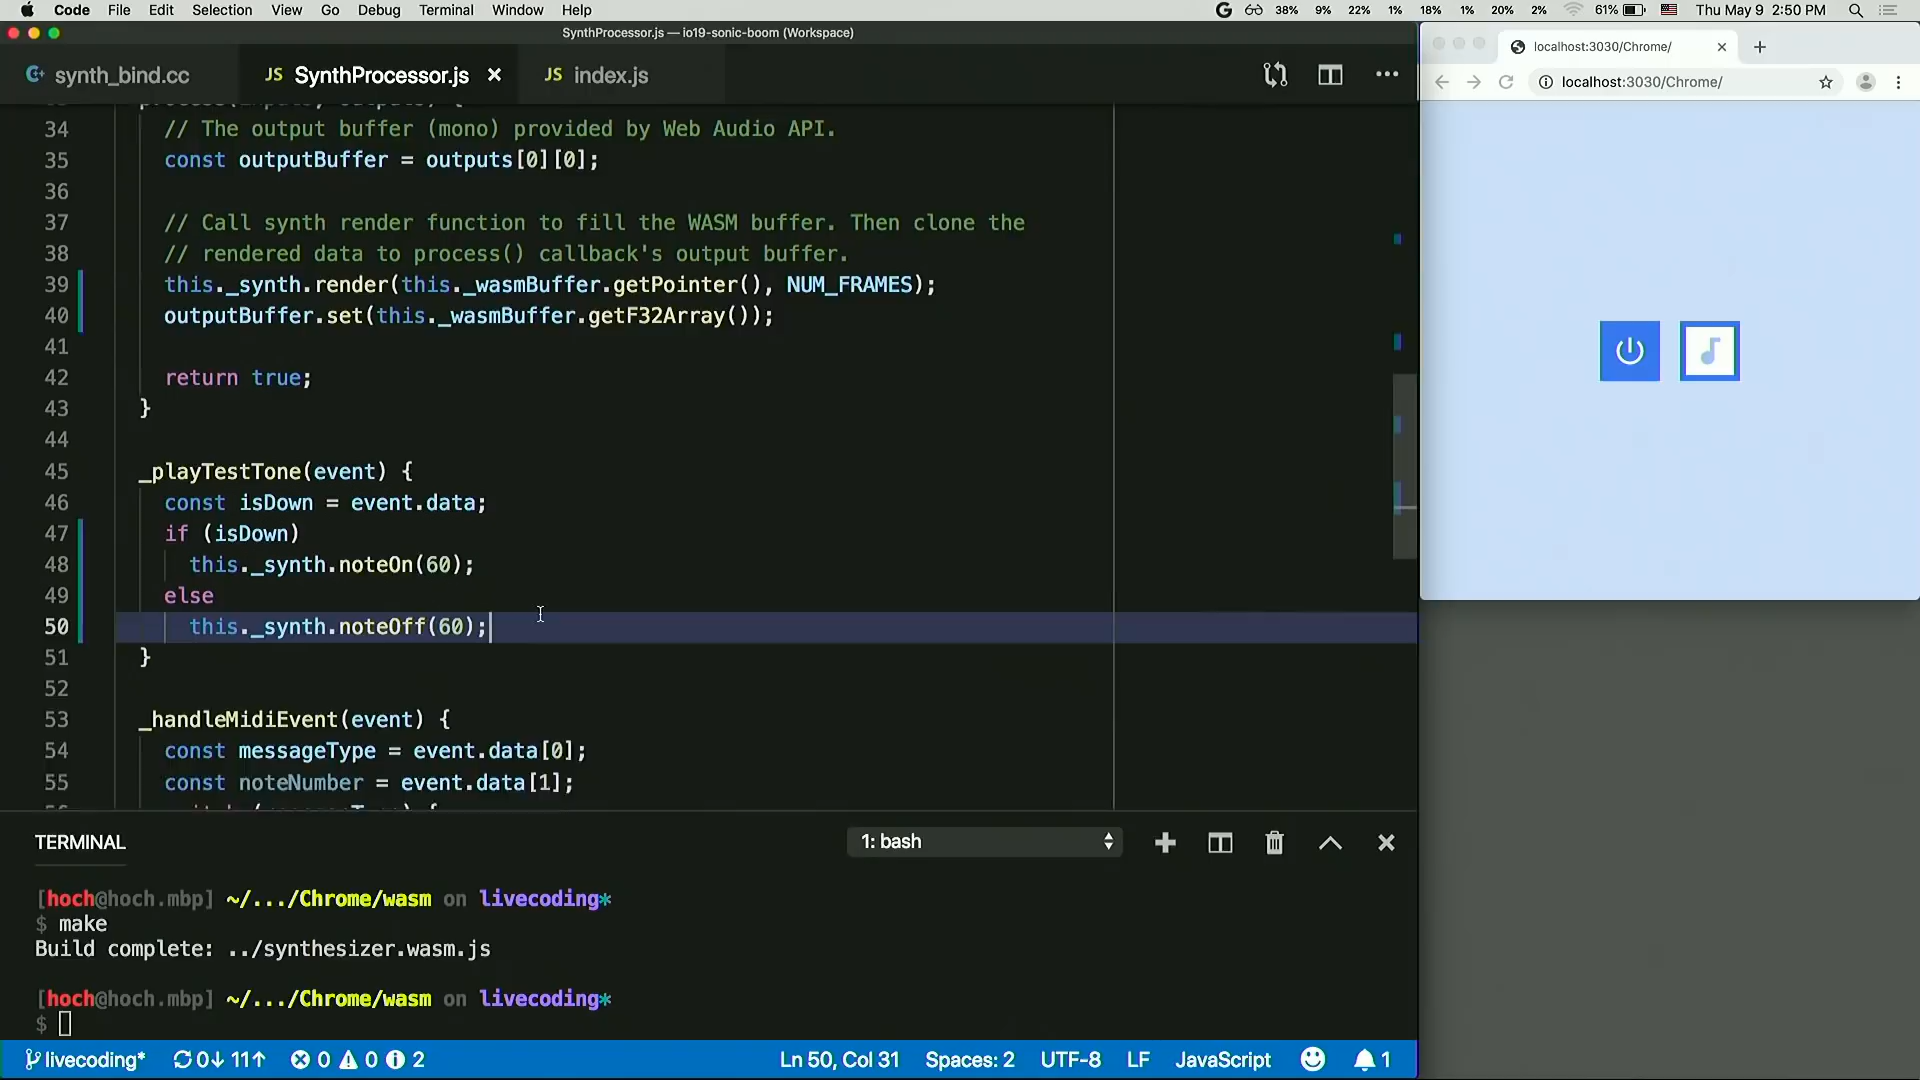 Code File Edit Selection View Go Debug Terminal Window Help
38% 9% 22% 1% 18% 1% 20% 2% 61% Thu May 9 2:50 PM
SynthProcessor.js — io19-sonic-boom (Workspace)
synth_bind.cc
JS SynthProcessor.js
JS index.js
34 // The output buffer (mono) provided by Web Audio API.
35 const outputBuffer = outputs[0][0];
36
37 // Call synth render function to fill the WASM buffer. Then clone the
38 // rendered data to process() callback's output buffer.
39 this._synth.render(this._wasmBuffer.getPointer(), NUM_FRAMES);
40 outputBuffer.set(this._wasmBuffer.getF32Array());
41
42 return true;
43 }
44
45 _playTestTone(event) {
46 const isDown = event.data;
47 if (isDown)
48 this._synth.noteOn(60);
49 else
50 this._synth.noteOff(60);
51 }
52
53 _handleMidiEvent(event) {
54 const messageType = event.data[0];
55 const noteNumber = event.data[1];
TERMINAL
1: bash
[hoch@hoch.mbp] ~/.../Chrome/wasm on livecoding*
$ make
Build complete: ../synthesizer.wasm.js
[hoch@hoch.mbp] ~/.../Chrome/wasm on livecoding*
$
livecoding* 0↓ 11↑ 0 0 2
Ln 50, Col 31 Spaces: 2 UTF-8 LF JavaScript 1
localhost:3030/Chrome/
localhost:3030/Chrome/